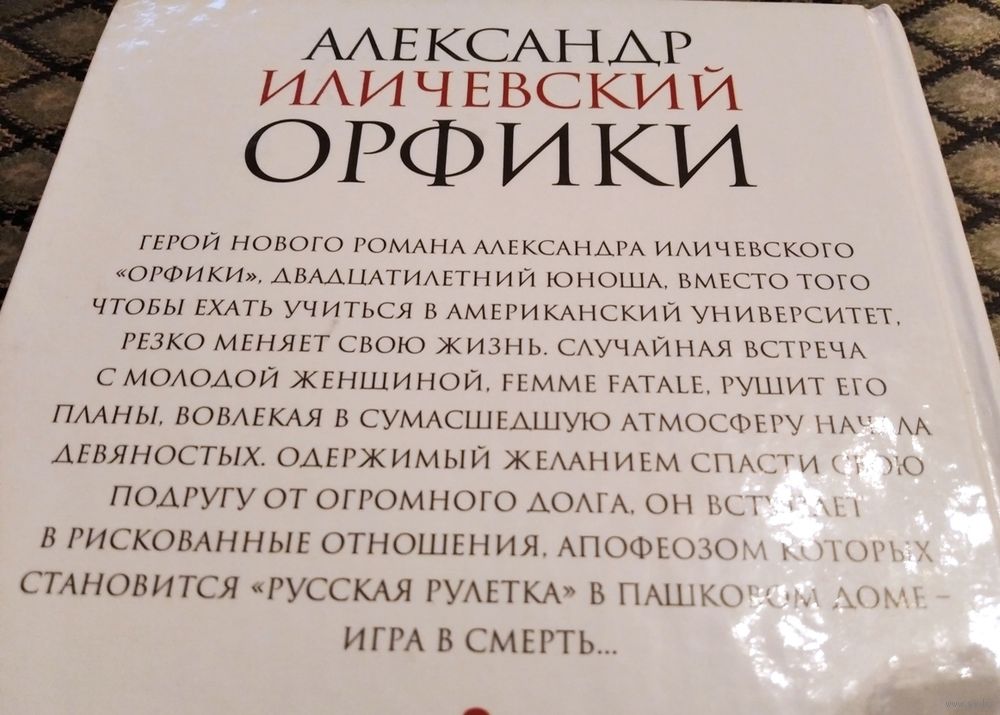 АЛЕКСАНДР
ИЛИЧЕВСКИЙ
ОРФИКИ
ГЕРОЙ НОВОГО РОМАНА АЛЕКСАНДРА ИЛИЧЕВСКОГО
«ОРФИКИ», ДВАДЦАТИЛЕТНИЙ ЮНОША, ВМЕСТО ТОГО
ЧТОБЫ ЕХАТЬ УЧИТЬСЯ В АМЕРИКАНСКИЙ УНИВЕРСИТЕТ,
РЕЗКО МЕНЯЕТ СВОЮ ЖИЗНЬ. СЛУЧАЙНАЯ ВСТРЕЧА
С МОЛОДОЙ ЖЕНЩИНОЙ, FEMME FATALE, РУШИТ ЕГО
ПЛАНЫ, ВОВЛЕКАЯ В СУМАСШЕДШУЮ АТМОСФЕРУ НАЧАЛА
ДЕВЯНОСТЫХ. ОДЕРЖИМЫЙ ЖЕЛАНИЕМ СПАСТИ СВОЮ
ПОДРУГУ ОТ ОГРОМНОГО ДОЛГА, ОН ВСТУПАЕТ
В РИСКОВАННЫЕ ОТНОШЕНИЯ, АПОФЕОЗОМ КОТОРЫХ
СТАНОВИТСЯ «РУССКАЯ РУЛЕТКА» В ПАШКОВОМ ДОМЕ –
ИГРА В СМЕРТЬ...